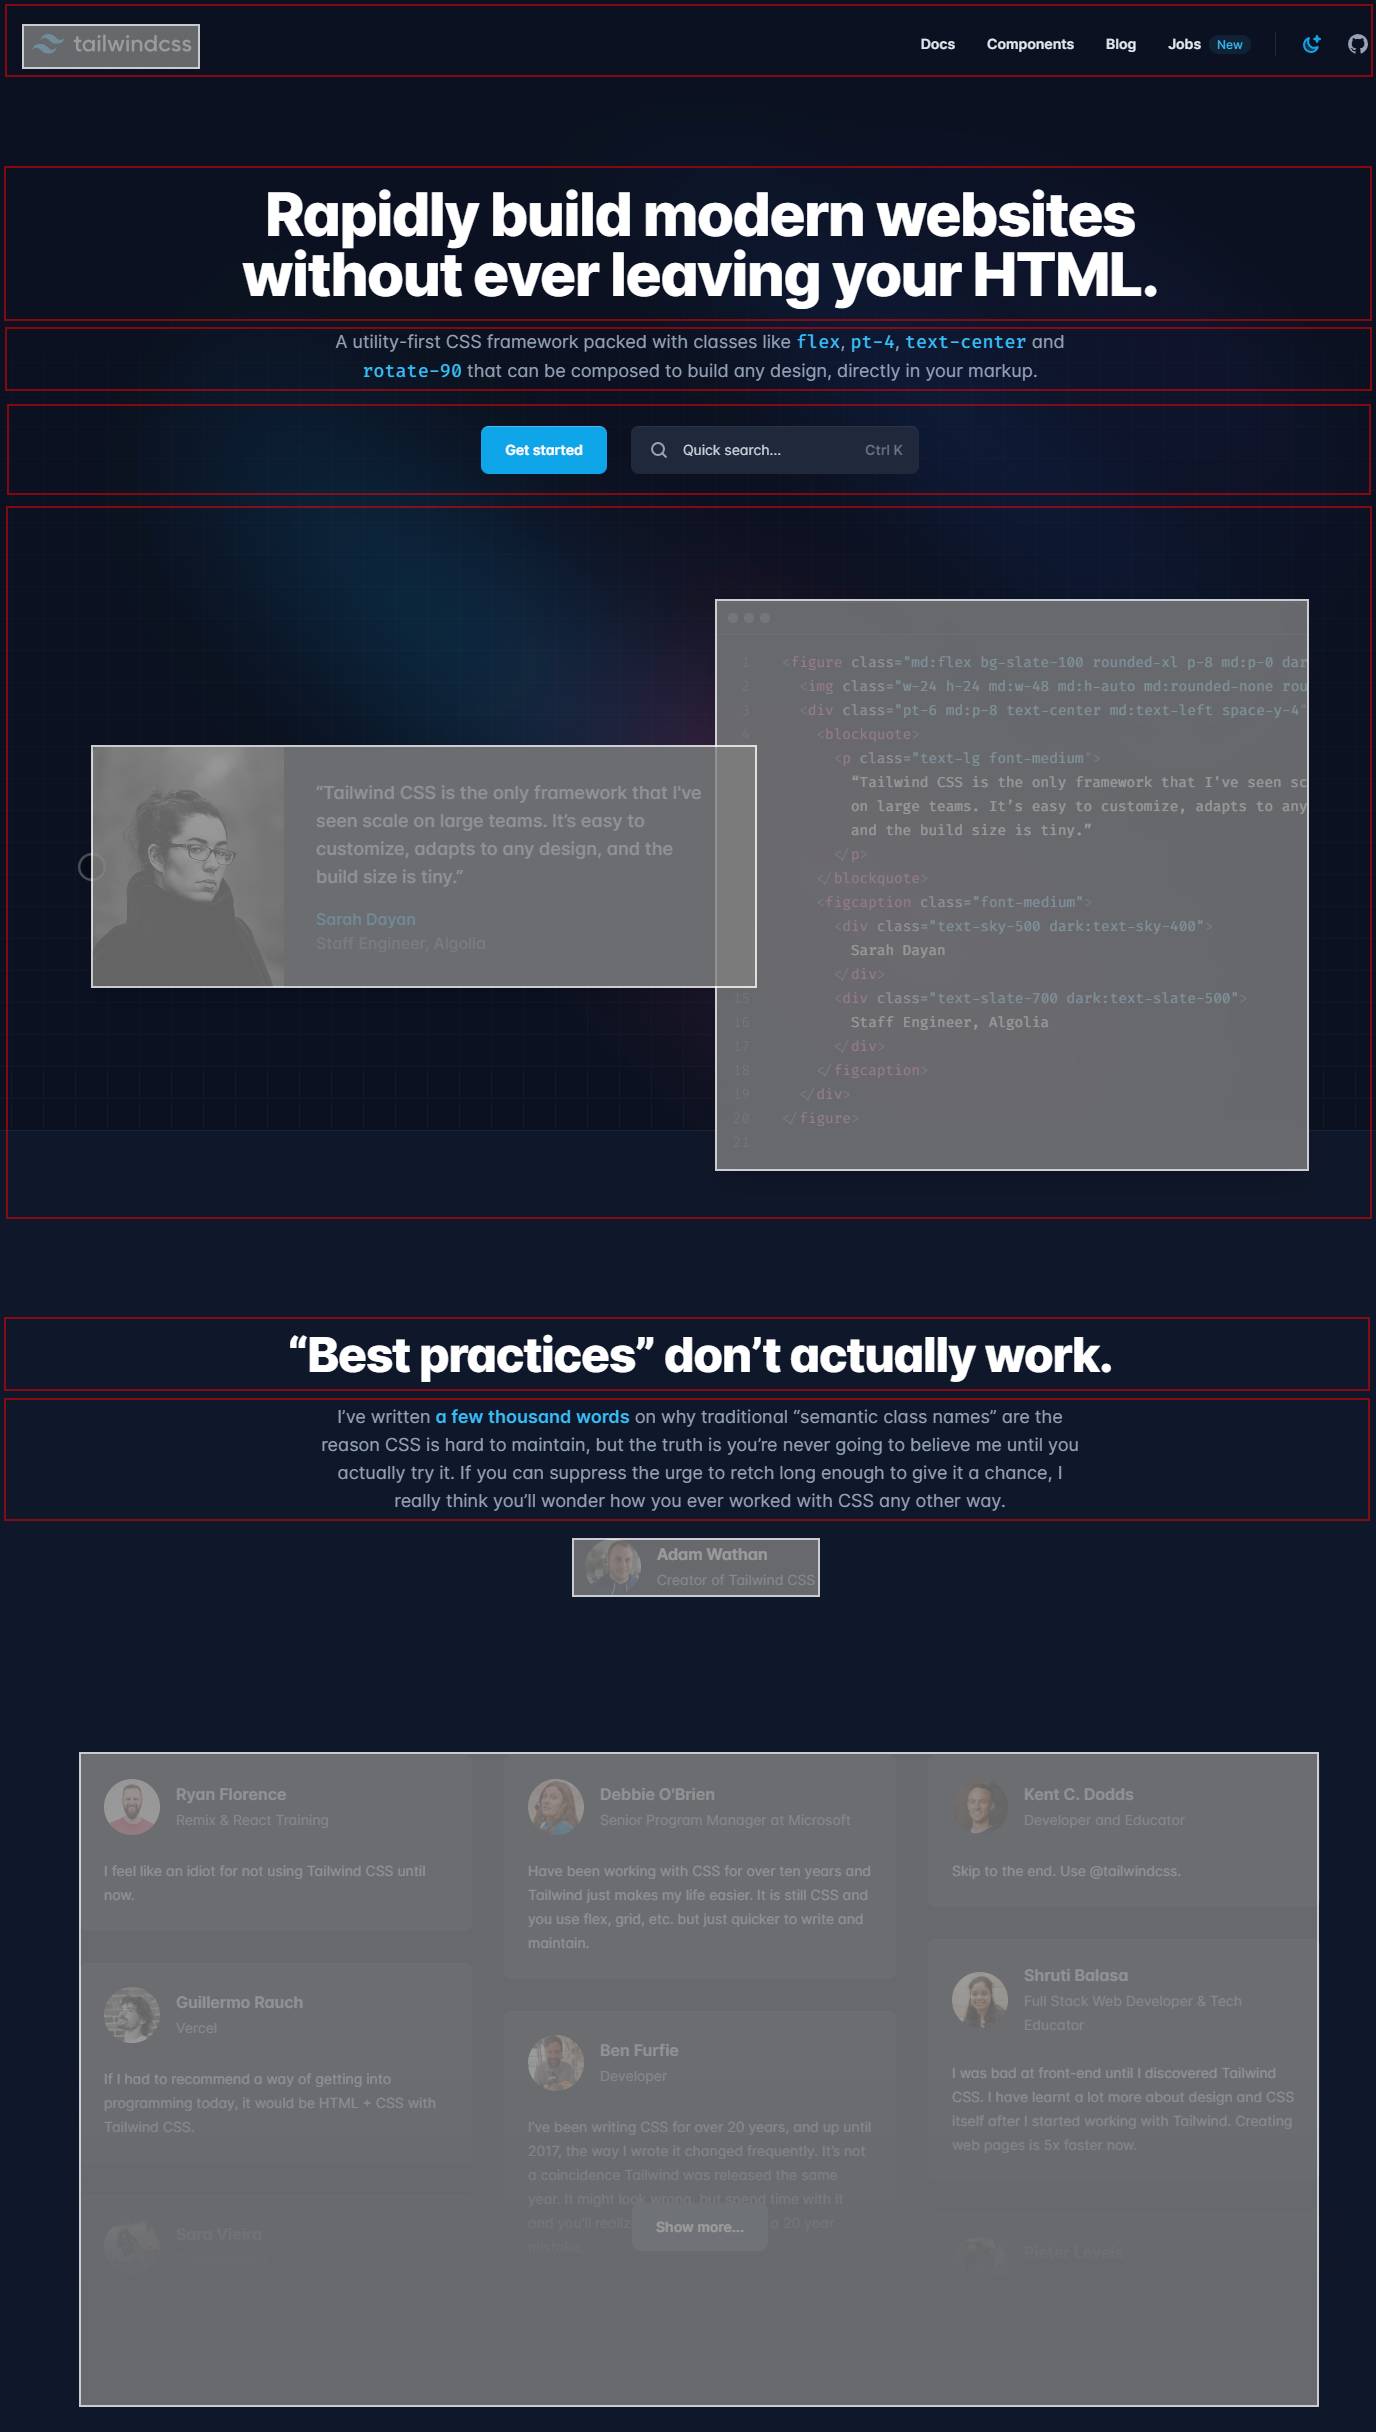 tailwindcss
Docs Components Blog Jobs New
Rapidly build modern websites
without ever leaving your HTML.
A utility-first CSS framework packed with classes like flex, pt-4, text-center and
rotate-90 that can be composed to build any design, directly in your markup.
Get started
Quick search... Ctrl K
1 <figure class="md:flex bg-slate-100 rounded-xl p-8 md:p-0 dar
2 <img class="w-24 h-24 md:w-48 md:h-auto md:rounded-none rou
3 <div class="pt-6 md:p-8 text-center md:text-left space-y-4"
4 <blockquote>
<p class="text-lg font-medium">
“Tailwind CSS is the only framework that I’ve seen sc
on large teams. It’s easy to customize, adapts to any
and the build size is tiny.”
</p>
</blockquote>
<figcaption class="font-medium">
<div class="text-sky-500 dark:text-sky-400">
Sarah Dayan
</div>
15 <div class="text-slate-700 dark:text-slate-500">
16 Staff Engineer, Algolia
17 </div>
18 </figcaption>
19 </div>
20 </figure>
21
“Tailwind CSS is the only framework that I've
seen scale on large teams. It’s easy to
customize, adapts to any design, and the
build size is tiny.”
Sarah Dayan
Staff Engineer, Algolia
“Best practices” don’t actually work.
I’ve written a few thousand words on why traditional “semantic class names” are the
reason CSS is hard to maintain, but the truth is you’re never going to believe me until you
actually try it. If you can suppress the urge to retch long enough to give it a chance, I
really think you’ll wonder how you ever worked with CSS any other way.
Adam Wathan
Creator of Tailwind CSS
Ryan Florence
Remix & React Training
I feel like an idiot for not using Tailwind CSS until
now.
Guillermo Rauch
Vercel
If I had to recommend a way of getting into
programming today, it would be HTML + CSS with
Tailwind CSS.
Sara Vieira
Debbie O'Brien
Senior Program Manager at Microsoft
Have been working with CSS for over ten years and
Tailwind just makes my life easier. It is still CSS and
you use flex, grid, etc. but just quicker to write and
maintain.
Ben Furfie
Developer
I’ve been writing CSS for over 20 years, and up until
2017, the way I wrote it changed frequently. It’s not
a coincidence Tailwind was released the same
year. It might look wrong, but spend time with it
and you’ll realiz a 20 year
mistake.
Show more...
Kent C. Dodds
Developer and Educator
Skip to the end. Use @tailwindcss.
Shruti Balasa
Full Stack Web Developer & Tech
Educator
I was bad at front-end until I discovered Tailwind
CSS. I have learnt a lot more about design and CSS
itself after I started working with Tailwind. Creating
web pages is 5x faster now.
Pieter Levels